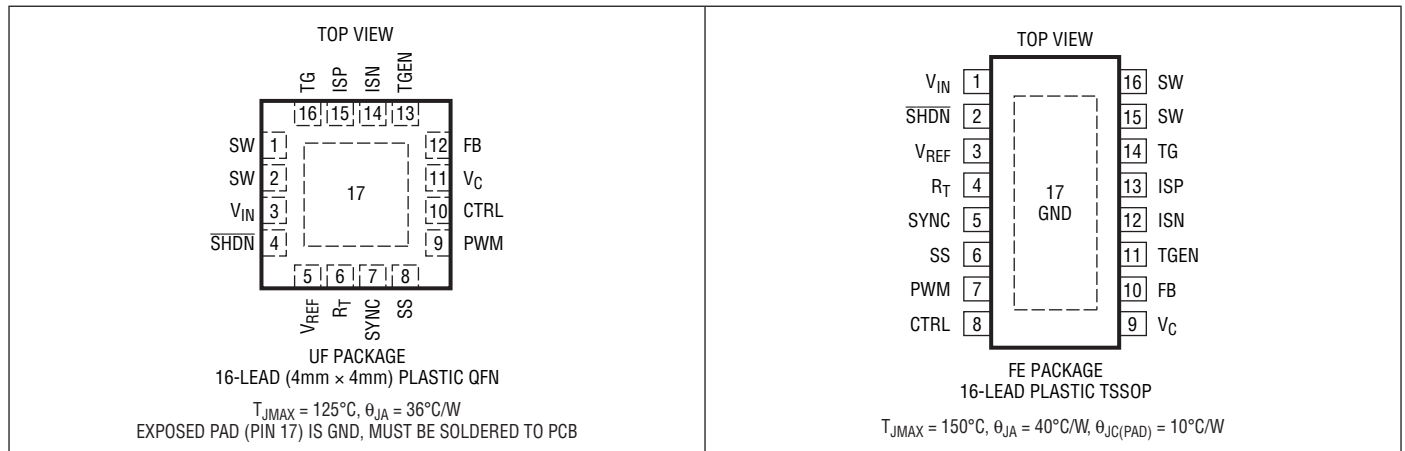 TOP VIEW
TG ISP ISN TGEN
16 15 14 13
SW 1 12 FB
SW 2 11 VC
VIN 3 10 CTRL
SHDN 4 9 PWM
17
5 6 7 8
VREF RT SYNC SS
UF PACKAGE
16-LEAD (4mm × 4mm) PLASTIC QFN
TJMAX = 125°C, θJA = 36°C/W
EXPOSED PAD (PIN 17) IS GND, MUST BE SOLDERED TO PCB
TOP VIEW
VIN 1 16 SW
SHDN 2 15 SW
VREF 3 14 TG
RT 4 13 ISP
SYNC 5 12 ISN
SS 6 11 TGEN
PWM 7 10 FB
CTRL 8 9 VC
17
GND
FE PACKAGE
16-LEAD PLASTIC TSSOP
TJMAX = 150°C, θJA = 40°C/W, θJC(PAD) = 10°C/W